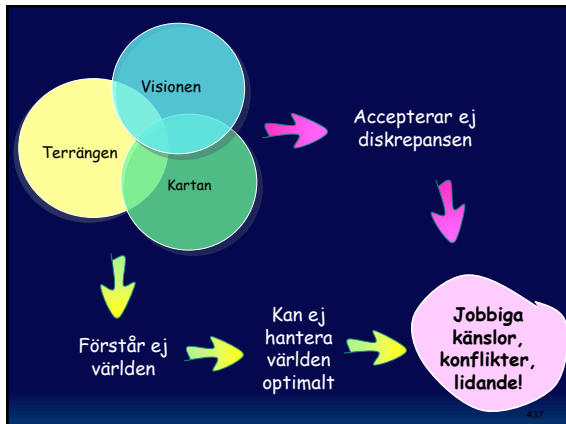 Visionen
Terrängen
Kartan
Accepterar ej
diskrepansen
Förstår ej
världen
Kan ej
hantera
världen
optimalt
Jobbiga
känslor,
konflikter,
lidande!
437